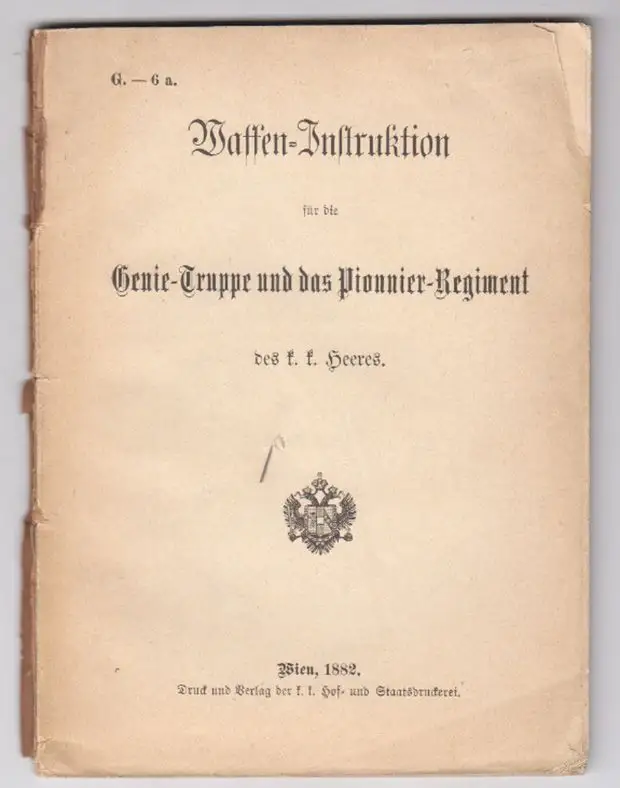 G. — 6 a.
Waffen-Instruktion
für die
Genie-Truppe und das Pionnier-Regiment
des k. k. Heeres.
Wien, 1882.
Druck und Verlag der k. k. Hof- und Staatsdruckerei.